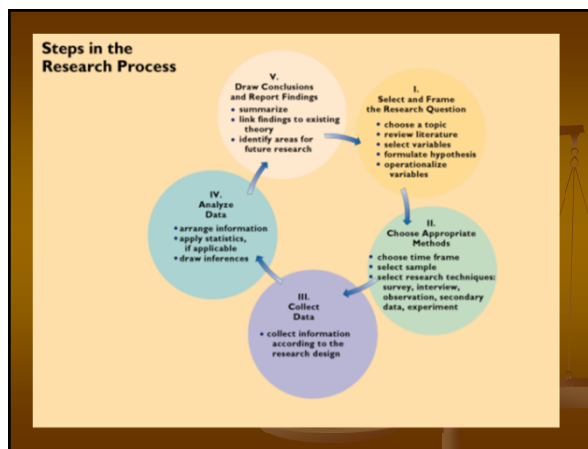 Steps in the
Research Process
V.
Draw Conclusions
and Report Findings
• summarize
• link findings to existing
theory
• identify areas for
future research
I.
Select and Frame
the Research Question
• choose a topic
• review literature
• select variables
• formulate hypothesis
• operationalize
variables
II.
Choose Appropriate
Methods
• choose time frame
• select sample
• select research techniques:
survey, interview,
observation, secondary
data, experiment
III.
Collect
Data
• collect information
according to the
research design
IV.
Analyze
Data
• arrange information
• apply statistics,
if applicable
• draw inferences